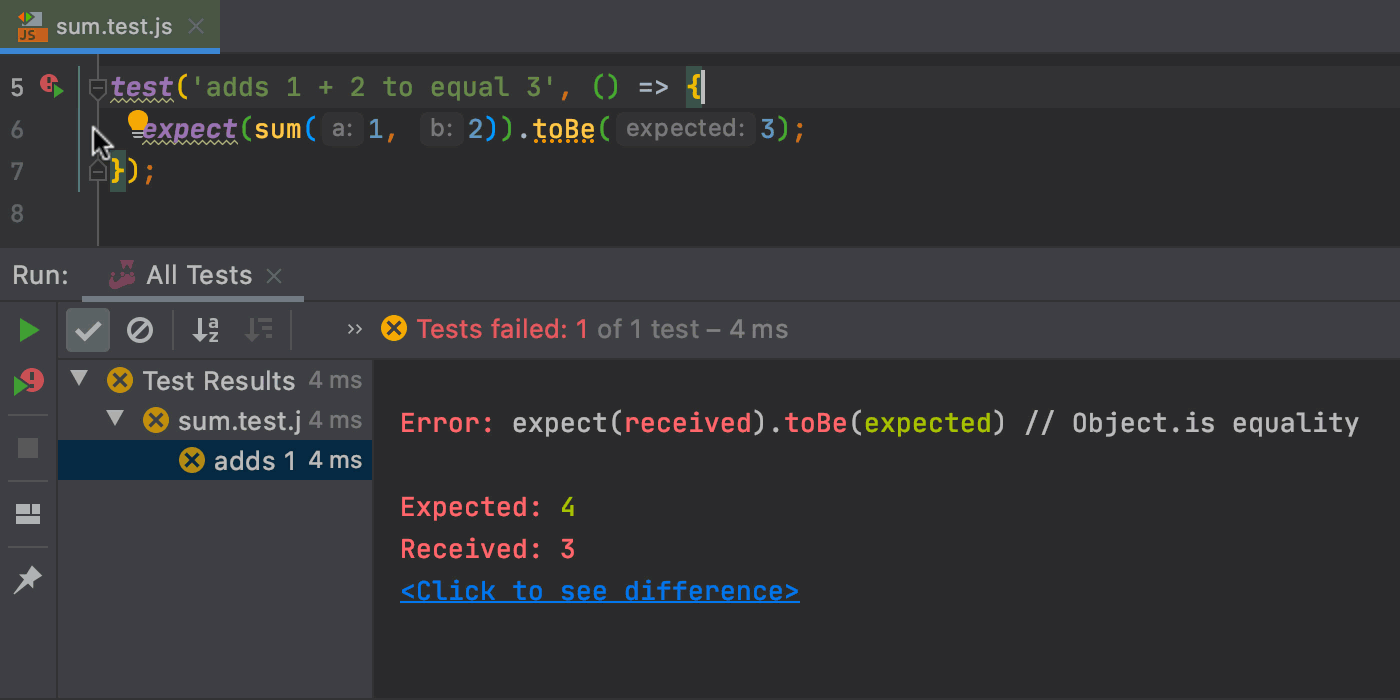 JS sum.test.js
5 test('adds 1 + 2 to equal 3', () => {
6 expect(sum( a: 1, b: 2)).toBe( expected: 3);
7 });
8
Run: All Tests
Tests failed: 1 of 1 test – 4 ms
Test Results 4 ms
sum.test.j 4 ms
adds 1 4 ms
Error: expect(received).toBe(expected) // Object.is equality
Expected: 4
Received: 3
<Click to see difference>